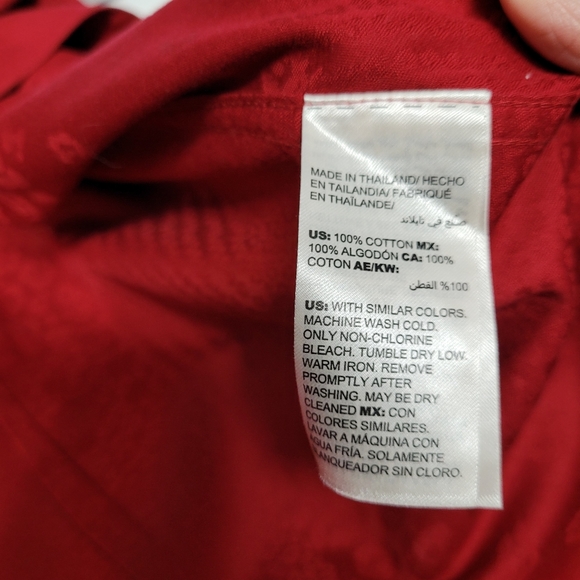 MADE IN THAILAND/ HECHO
EN TAILANDIA/ FABRIQUÉ
EN THAÏLANDE/
صنع في تايلاند
US: 100% COTTON MX:
100% ALGODÓN CA: 100%
COTON AE/KW:
100% القطن
US: WITH SIMILAR COLORS.
MACHINE WASH COLD.
ONLY NON-CHLORINE
BLEACH. TUMBLE DRY LOW.
WARM IRON. REMOVE
PROMPTLY AFTER
WASHING. MAY BE DRY
CLEANED MX: CON
COLORES SIMILARES.
LAVAR A MÁQUINA CON
AGUA FRÍA. SOLAMENTE
BLANQUEADOR SIN CLORO.